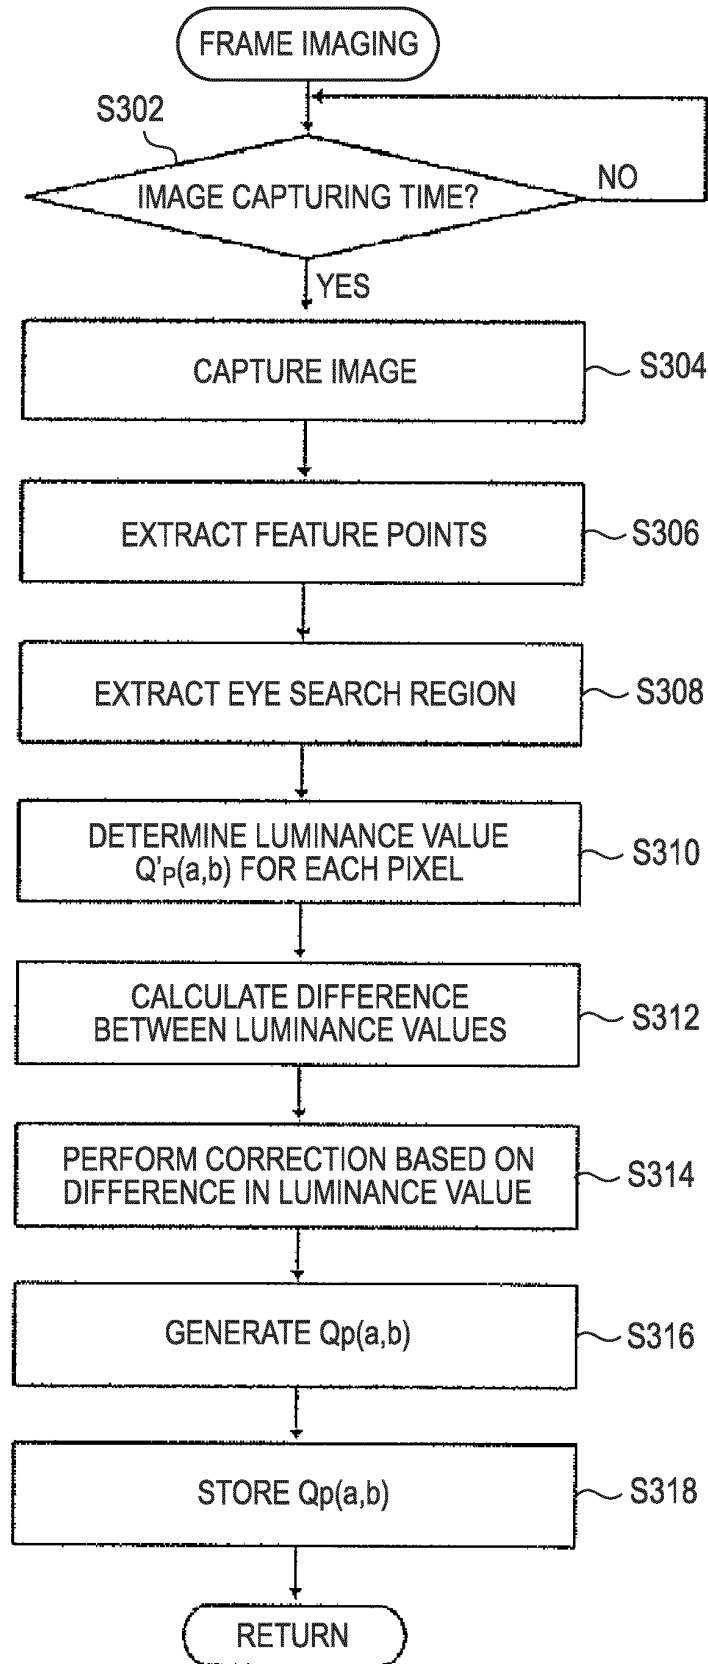 FRAME IMAGING
S302
IMAGE CAPTURING TIME?
NO
YES
CAPTURE IMAGE
S304
EXTRACT FEATURE POINTS
S306
EXTRACT EYE SEARCH REGION
S308
DETERMINE LUMINANCE VALUE
Q'P(a,b) FOR EACH PIXEL
S310
CALCULATE DIFFERENCE
BETWEEN LUMINANCE VALUES
S312
PERFORM CORRECTION BASED ON
DIFFERENCE IN LUMINANCE VALUE
S314
GENERATE Qp(a,b)
S316
STORE Qp(a,b)
S318
RETURN